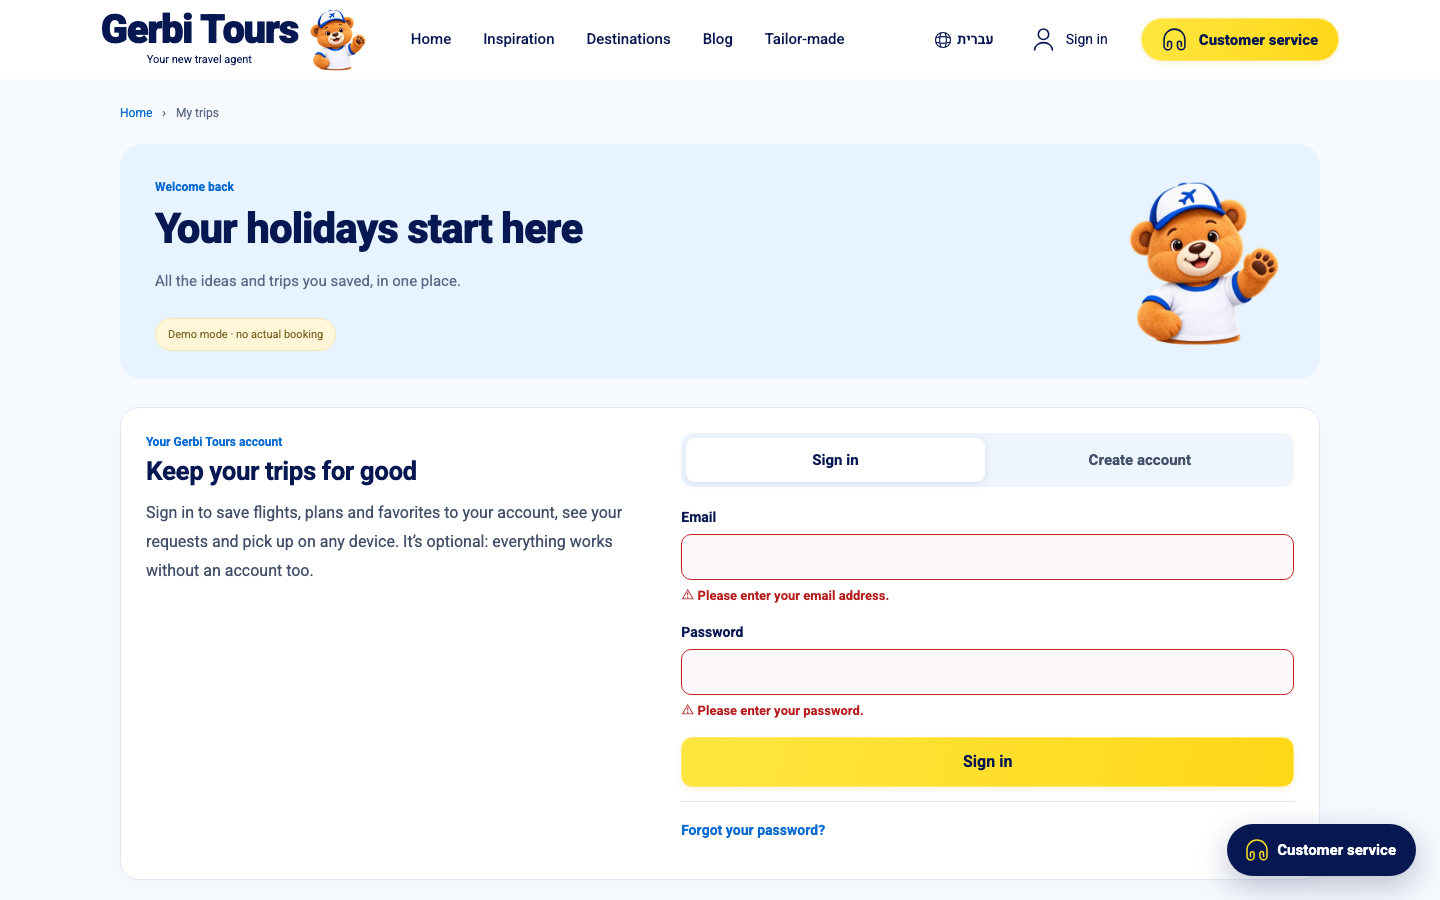 Gerbi Tours
Your new travel agent
Home
Inspiration
Destinations
Blog
Tailor-made
עברית
Sign in
Customer service
Home › My trips
Welcome back
Your holidays start here
All the ideas and trips you saved, in one place.
Demo mode · no actual booking
Your Gerbi Tours account
Keep your trips for good
Sign in to save flights, plans and favorites to your account, see your
requests and pick up on any device. It’s optional: everything works
without an account too.
Sign in
Create account
Email
⚠ Please enter your email address.
Password
⚠ Please enter your password.
Sign in
Forgot your password?
Customer service